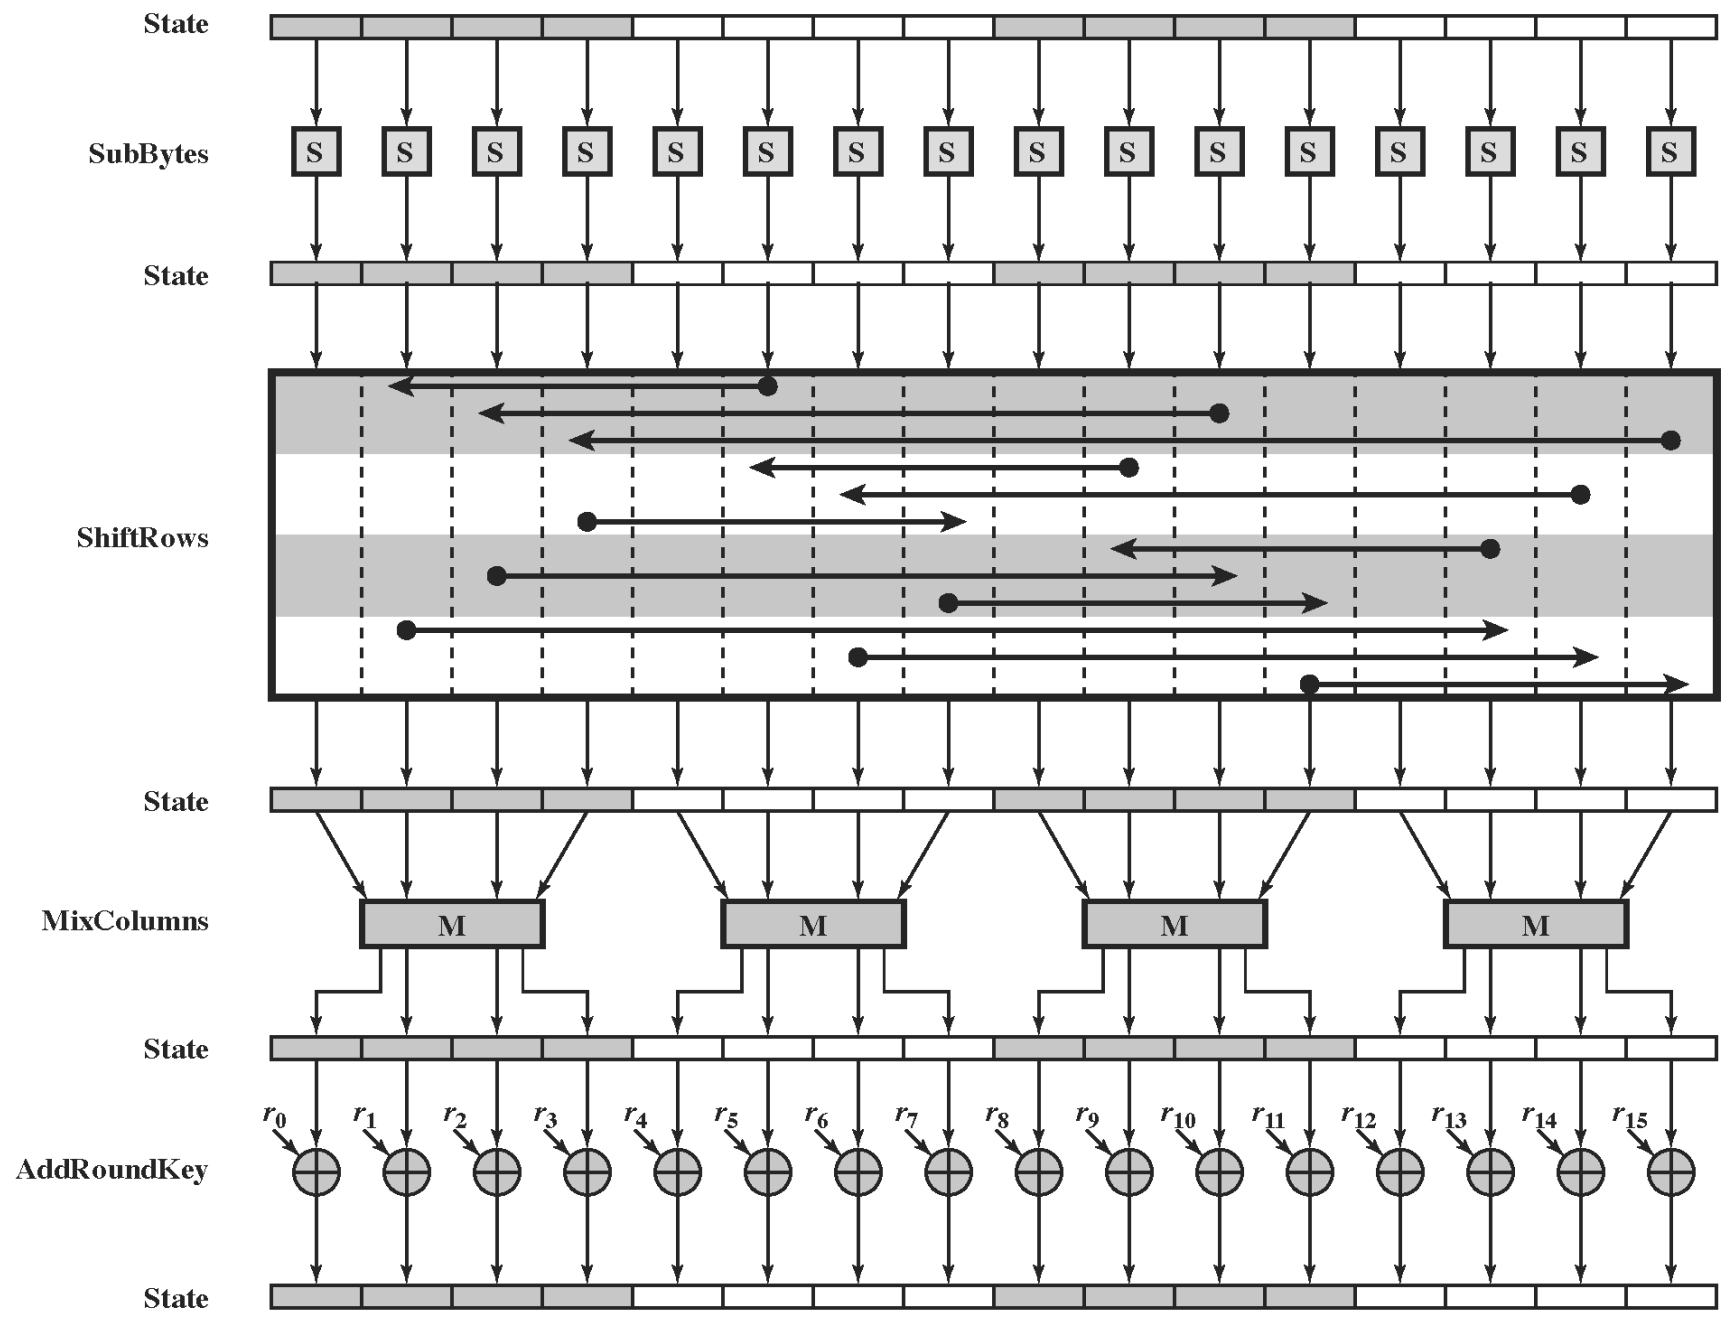 State
SubBytes S S S S S S S S S S S S S S S S
State
ShiftRows
State
MixColumns M M M M
State
r0 r1 r2 r3 r4 r5 r6 r7 r8 r9 r10 r11 r12 r13 r14 r15
AddRoundKey
State